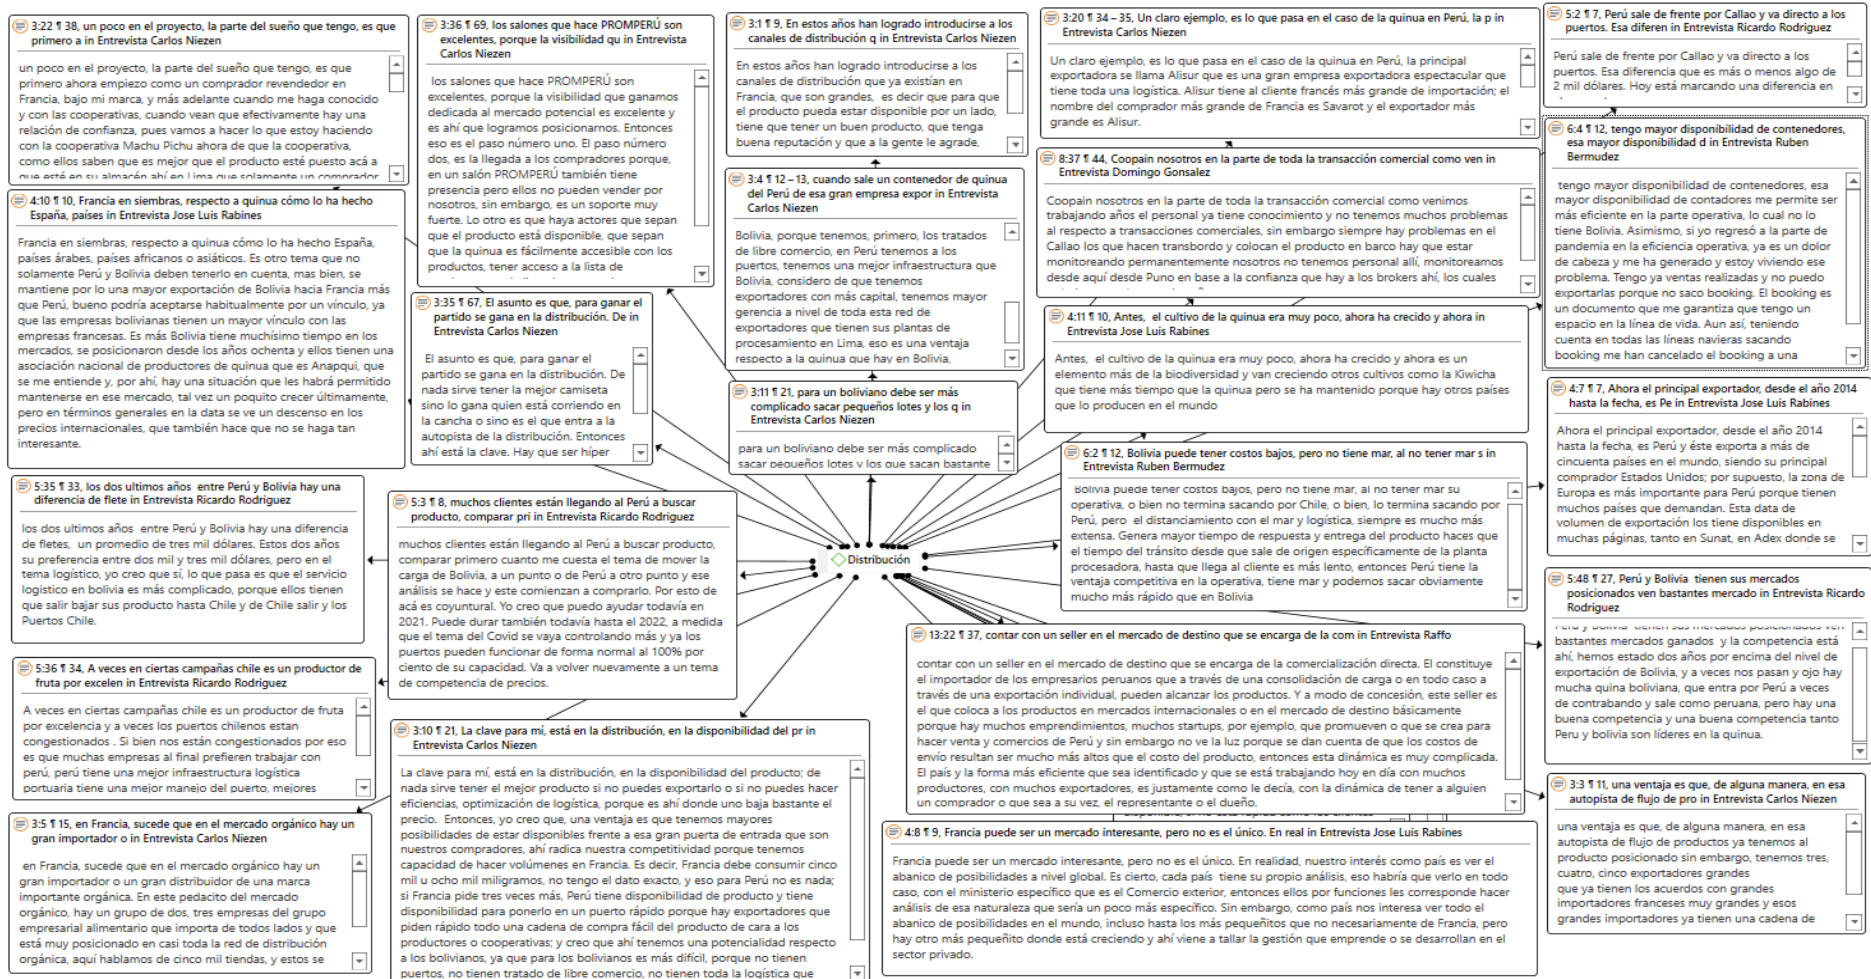 3:22 ¶ 38, un poco en el proyecto, la parte del sueño que tengo, es que
primero a in Entrevista Carlos Niezen
un poco en el proyecto, la parte del sueño que tengo, es que
primero ahora empiezo como un comprador revendedor en
Francia, bajo mi marca, y más adelante cuando me haga conocido
y con las cooperativas, cuando vean que efectivamente hay una
relación de confianza, pues vamos a hacer lo que estoy haciendo
con la cooperativa Machu Pichu ahora de que la cooperativa,
como ellos saben que es mejor que el producto esté puesto acá a
que esté en su almacén ahí en Lima que solamente un comprador
4:10 ¶ 10, Francia en siembras, respecto a quinua cómo lo ha hecho
España, países in Entrevista Jose Luis Rabines
Francia en siembras, respecto a quinua cómo lo ha hecho España,
países árabes, países africanos o asiáticos. Es otro tema que no
solamente Perú y Bolivia deben tenerlo en cuenta, mas bien, se
mantiene por lo una mayor exportación de Bolivia hacia Francia más
que Perú, bueno podría aceptarse habitualmente por un vínculo, ya
que las empresas bolivianas tienen un mayor vínculo con las
empresas francesas. Es más Bolivia tiene muchísimo tiempo en los
mercados, se posicionaron desde los años ochenta y ellos tienen una
asociación nacional de productores de quinua que es Anapqui, que
se me entiende y, por ahí, hay una situación que les habrá permitido
mantenerse en ese mercado, tal vez un poquito crecer últimamente,
pero en términos generales en la data se ve un descenso en los
precios internacionales, que también hace que no se haga tan
interesante.
5:35 ¶ 33, los dos ultimos años  entre Perú y Bolivia hay una
diferencia de flete in Entrevista Ricardo Rodriguez
los dos ultimos años  entre Perú y Bolivia hay una diferencia
de fletes,  un promedio de tres mil dólares. Estos dos años
su preferencia entre dos mil y tres mil dólares, pero en el
tema logístico, yo creo que sí, lo que pasa es que el servicio
logistico en bolivia es más complicado, porque ellos tienen
que salir bajar sus producto hasta Chile y de Chile salir y los
Puertos Chile.
5:36 ¶ 34, A veces en ciertas campañas chile es un productor de
fruta por excelen in Entrevista Ricardo Rodriguez
A veces en ciertas campañas chile es un productor de fruta
por excelencia y a veces los puertos chilenos estan
congestionados . Si bien nos están congestionados por eso
es que muchas empresas al final prefieren trabajar con
perú, perú tiene una mejor infraestructura logística
portuaria tiene una mejor manejo del puerto, mejores
3:5 ¶ 15, en Francia, sucede que en el mercado orgánico hay un
gran importador o in Entrevista Carlos Niezen
en Francia, sucede que en el mercado orgánico hay un
gran importador o un gran distribuidor de una marca
importante orgánica. En este pedacito del mercado
orgánico, hay un grupo de dos, tres empresas del grupo
empresarial alimentario que importa de todos lados y que
está muy posicionado en casi toda la red de distribución
orgánica, aquí hablamos de cinco mil tiendas, y estos se
3:36 ¶ 69, los salones que hace PROMPERÚ son
excelentes, porque la visibilidad qu in Entrevista
Carlos Niezen
los salones que hace PROMPERÚ son
excelentes, porque la visibilidad que ganamos
dedicada al mercado potencial es excelente y
es ahí que logramos posicionarnos. Entonces
eso es el paso número uno. El paso número
dos, es la llegada a los compradores porque,
en un salón PROMPERÚ también tiene
presencia pero ellos no pueden vender por
nosotros, sin embargo, es un soporte muy
fuerte. Lo otro es que haya actores que sepan
que el producto está disponible, que sepan
que la quinua es fácilmente accesible con los
productos, tener acceso a la lista de
3:35 ¶ 67, El asunto es que, para ganar el
partido se gana en la distribución. De in
Entrevista Carlos Niezen
El asunto es que, para ganar el
partido se gana en la distribución. De
nada sirve tener la mejor camiseta
sino lo gana quien está corriendo en
la cancha o sino es el que entra a la
autopista de la distribución. Entonces
ahí está la clave. Hay que ser híper
5:3 ¶ 8, muchos clientes están llegando al Perú a buscar
producto, comparar pri in Entrevista Ricardo Rodriguez
muchos clientes están llegando al Perú a buscar producto,
comparar primero cuanto me cuesta el tema de mover la
carga de Bolivia, a un punto o de Perú a otro punto y ese
análisis se hace y este comienzan a comprarlo. Por esto de
acá es coyuntural. Yo creo que puedo ayudar todavía en
2021. Puede durar también todavía hasta el 2022, a medida
que el tema del Covid se vaya controlando más y ya los
puertos pueden funcionar de forma normal al 100% por
ciento de su capacidad. Va a volver nuevamente a un tema
de competencia de precios.
3:10 ¶ 21, La clave para mí, está en la distribución, en la disponibilidad del pr in
Entrevista Carlos Niezen
La clave para mí, está en la distribución, en la disponibilidad del producto; de
nada sirve tener el mejor producto si no puedes exportarlo o si no puedes hacer
eficiencias, optimización de logística, porque es ahí donde uno baja bastante el
precio.  Entonces, yo creo que, una ventaja es que tenemos mayores
posibilidades de estar disponibles frente a esa gran puerta de entrada que son
nuestros compradores, ahí radica nuestra competitividad porque tenemos
capacidad de hacer volúmenes en Francia. Es decir, Francia debe consumir cinco
mil u ocho mil miligramos, no tengo el dato exacto, y eso para Perú no es nada;
si Francia pide tres veces más, Perú tiene disponibilidad de producto y tiene
disponibilidad para ponerlo en un puerto rápido porque hay exportadores que
piden rápido todo una cadena de compra fácil del producto de cara a los
productores o cooperativas; y creo que ahí tenemos una potencialidad respecto
a los bolivianos, ya que para los bolivianos es más difícil, porque no tienen
puertos, no tienen tratado de libre comercio, no tienen toda la logística que
3:1 ¶ 9, En estos años han logrado introducirse a los
canales de distribución q in Entrevista Carlos Niezen
En estos años han logrado introducirse a los
canales de distribución que ya existían en
Francia, que son grandes,  es decir que para que
el producto pueda estar disponible por un lado,
tiene que tener un buen producto, que tenga
buena reputación y que a la gente le agrade,
3:4 ¶ 12 – 13, cuando sale un contenedor de quinua
del Perú de esa gran empresa expor in Entrevista
Carlos Niezen
Bolivia, porque tenemos, primero, los tratados
de libre comercio, en Perú tenemos a los
puertos, tenemos una mejor infraestructura que
Bolivia, considero de que tenemos
exportadores con más capital, tenemos mayor
gerencia a nivel de toda esta red de
exportadores que tienen sus plantas de
procesamiento en Lima, eso es una ventaja
respecto a la quinua que hay en Bolivia,
3:11 ¶ 21, para un boliviano debe ser más
complicado sacar pequeños lotes y los q in
Entrevista Carlos Niezen
para un boliviano debe ser más complicado
sacar pequeños lotes y los que sacan bastante
Distribución
3:20 ¶ 34 – 35, Un claro ejemplo, es lo que pasa en el caso de la quinua en Perú, la p in
Entrevista Carlos Niezen
Un claro ejemplo, es lo que pasa en el caso de la quinua en Perú, la principal
exportadora se llama Alisur que es una gran empresa exportadora espectacular que
tiene toda una logística. Alisur tiene al cliente francés más grande de importación; el
nombre del comprador más grande de Francia es Savarot y el exportador más
grande es Alisur.
8:37 ¶ 44, Coopain nosotros en la parte de toda la transacción comercial como ven in
Entrevista Domingo Gonsalez
Coopain nosotros en la parte de toda la transacción comercial como venimos
trabajando años el personal ya tiene conocimiento y no tenemos muchos problemas
al respecto a transacciones comerciales, sin embargo siempre hay problemas en el
Callao los que hacen transbordo y colocan el producto en barco hay que estar
monitoreando permanentemente nosotros no tenemos personal allí, monitoreamos
desde aquí desde Puno en base a la confianza que hay a los brokers ahí, los cuales
4:11 ¶ 10, Antes,  el cultivo de la quinua era muy poco, ahora ha crecido y ahora in
Entrevista Jose Luis Rabines
Antes,  el cultivo de la quinua era muy poco, ahora ha crecido y ahora es un
elemento más de la biodiversidad y van creciendo otros cultivos como la Kiwicha
que tiene más tiempo que la quinua pero se ha mantenido porque hay otros países
que lo producen en el mundo
6:2 ¶ 12, Bolivia puede tener costos bajos, pero no tiene mar, al no tener mar s in
Entrevista Ruben Bermudez
Bolivia puede tener costos bajos, pero no tiene mar, al no tener mar su
operativa, o bien no termina sacando por Chile, o bien, lo termina sacando por
Perú, pero  el distanciamiento con el mar y logística, siempre es mucho más
extensa. Genera mayor tiempo de respuesta y entrega del producto haces que
el tiempo del tránsito desde que sale de origen específicamente de la planta
procesadora, hasta que llega al cliente es más lento, entonces Perú tiene la
ventaja competitiva en la operativa, tiene mar y podemos sacar obviamente
mucho más rápido que en Bolivia
13:22 ¶ 37, contar con un seller en el mercado de destino que se encarga de la com in Entrevista Raffo
contar con un seller en el mercado de destino que se encarga de la comercialización directa. El constituye
el importador de los empresarios peruanos que a través de una consolidación de carga o en todo caso a
través de una exportación individual, pueden alcanzar los productos. Y a modo de concesión, este seller es
el que coloca a los productos en mercados internacionales o en el mercado de destino básicamente
porque hay muchos emprendimientos, muchos startups, por ejemplo, que promueven o que se crea para
hacer venta y comercios de Perú y sin embargo no ve la luz porque se dan cuenta de que los costos de
envío resultan ser mucho más altos que el costo del producto, entonces esta dinámica es muy complicada.
El país y la forma más eficiente que sea identificado y que se está trabajando hoy en día con muchos
productores, con muchos exportadores, es justamente como le decía, con la dinámica de tener a alguien
un comprador o que sea a su vez, el representante o el dueño.
4:8 ¶ 9, Francia puede ser un mercado interesante, pero no es el único. En real in Entrevista Jose Luis Rabines
Francia puede ser un mercado interesante, pero no es el único. En realidad, nuestro interés como país es ver el
abanico de posibilidades a nivel global. Es cierto, cada país  tiene su propio análisis, eso habría que verlo en todo
caso, con el ministerio específico que es el Comercio exterior, entonces ellos por funciones les corresponde hacer
análisis de esa naturaleza que sería un poco más específico. Sin embargo, como país nos interesa ver todo el
abanico de posibilidades en el mundo, incluso hasta los más pequeñitos que no necesariamente de Francia, pero
hay otro más pequeñito donde está creciendo y ahí viene a tallar la gestión que emprende o se desarrollan en el
sector privado.
5:2 ¶ 7, Perú sale de frente por Callao y va directo a los
puertos. Esa diferen in Entrevista Ricardo Rodriguez
Perú sale de frente por Callao y va directo a los
puertos. Esa diferencia que es más o menos algo de
2 mil dólares. Hoy está marcando una diferencia en
6:4 ¶ 12, tengo mayor disponibilidad de contenedores,
esa mayor disponibilidad d in Entrevista Ruben
Bermudez
tengo mayor disponibilidad de contenedores, esa
mayor disponibilidad de contadores me permite ser
más eficiente en la parte operativa, lo cual no lo
tiene Bolivia. Asimismo, si yo regresó a la parte de
pandemia en la eficiencia operativa, ya es un dolor
de cabeza y me ha generado y estoy viviendo ese
problema. Tengo ya ventas realizadas y no puedo
exportarlas porque no saco booking. El booking es
un documento que me garantiza que tengo un
espacio en la línea de vida. Aun así, teniendo
cuenta en todas las líneas navieras sacando
booking me han cancelado el booking a una
4:7 ¶ 7, Ahora el principal exportador, desde el año 2014
hasta la fecha, es Pe in Entrevista Jose Luis Rabines
Ahora el principal exportador, desde el año 2014
hasta la fecha, es Perú y éste exporta a más de
cincuenta países en el mundo, siendo su principal
comprador Estados Unidos; por supuesto, la zona de
Europa es más importante para Perú porque tienen
muchos países que demandan. Esta data de
volumen de exportación los tiene disponibles en
muchas páginas, tanto en Sunat, en Adex donde se
5:48 ¶ 27, Perú y Bolivia  tienen sus mercados
posicionados ven bastantes mercado in Entrevista Ricardo
Rodriguez
Perú y Bolivia  tienen sus mercados posicionados ven
bastantes mercados ganados  y la competencia está
ahí, hemos estado dos años por encima del nivel de
exportación de Bolivia, y a veces nos pasan y ojo hay
mucha quina boliviana, que entra por Perú a veces
de contrabando y sale como peruana, pero hay una
buena competencia y una buena competencia tanto
Peru y bolivia son líderes en la quinua.
3:3 ¶ 11, una ventaja es que, de alguna manera, en esa
autopista de flujo de pro in Entrevista Carlos Niezen
una ventaja es que, de alguna manera, en esa
autopista de flujo de productos ya tenemos al
producto posicionado sin embargo, tenemos tres,
cuatro, cinco exportadores grandes
que ya tienen los acuerdos con grandes
importadores franceses muy grandes y esos
grandes importadores ya tienen una cadena de